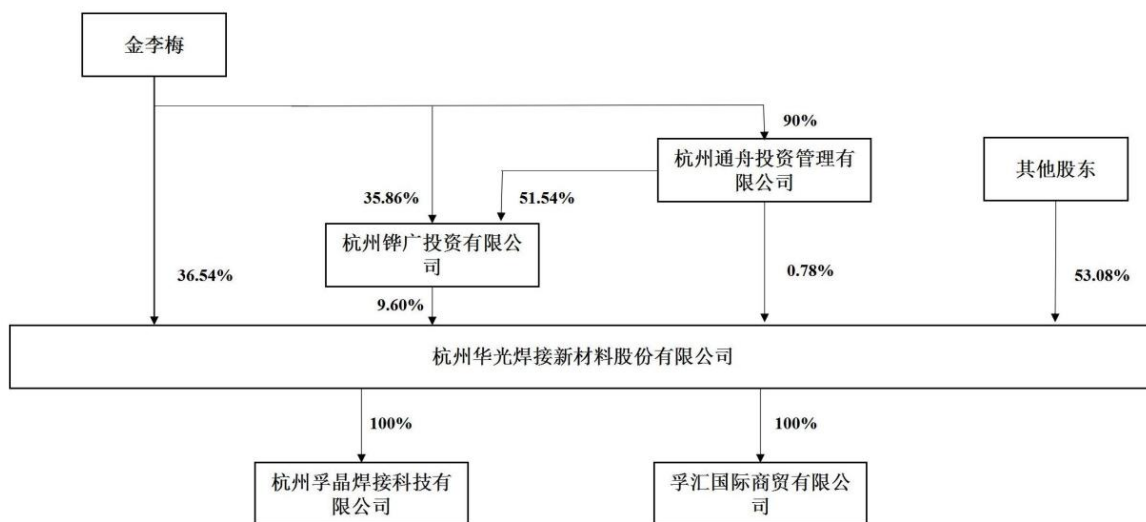 金李梅
90%
杭州通舟投资管理有
限公司
其他股东
35.86%
51.54%
杭州铧广投资有限公
司
36.54%
9.60%
0.78%
53.08%
杭州华光焊接新材料股份有限公司
100%
100%
杭州孚晶焊接科技有
限公司
孚汇国际商贸有限公
司